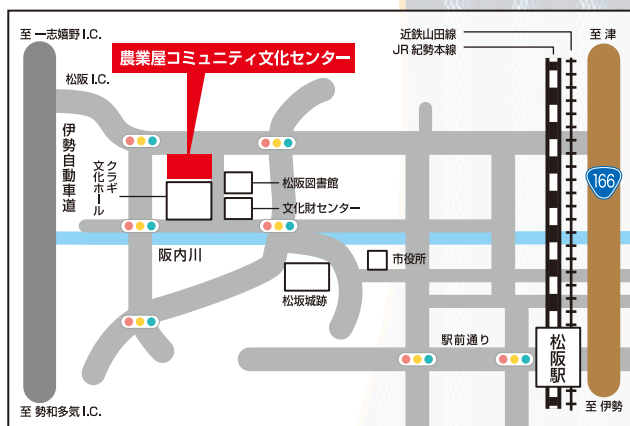 至 一志嬉野 I.C.
松阪 I.C.
伊勢自動車道
農業屋コミュニティ文化センター
近鉄山田線
JR 紀勢本線
至 津
166
クラギ
文化ホール
松阪図書館
文化財センター
阪内川
市役所
松坂城跡
駅前通り
松阪駅
至 勢和多気 I.C.
至 伊勢